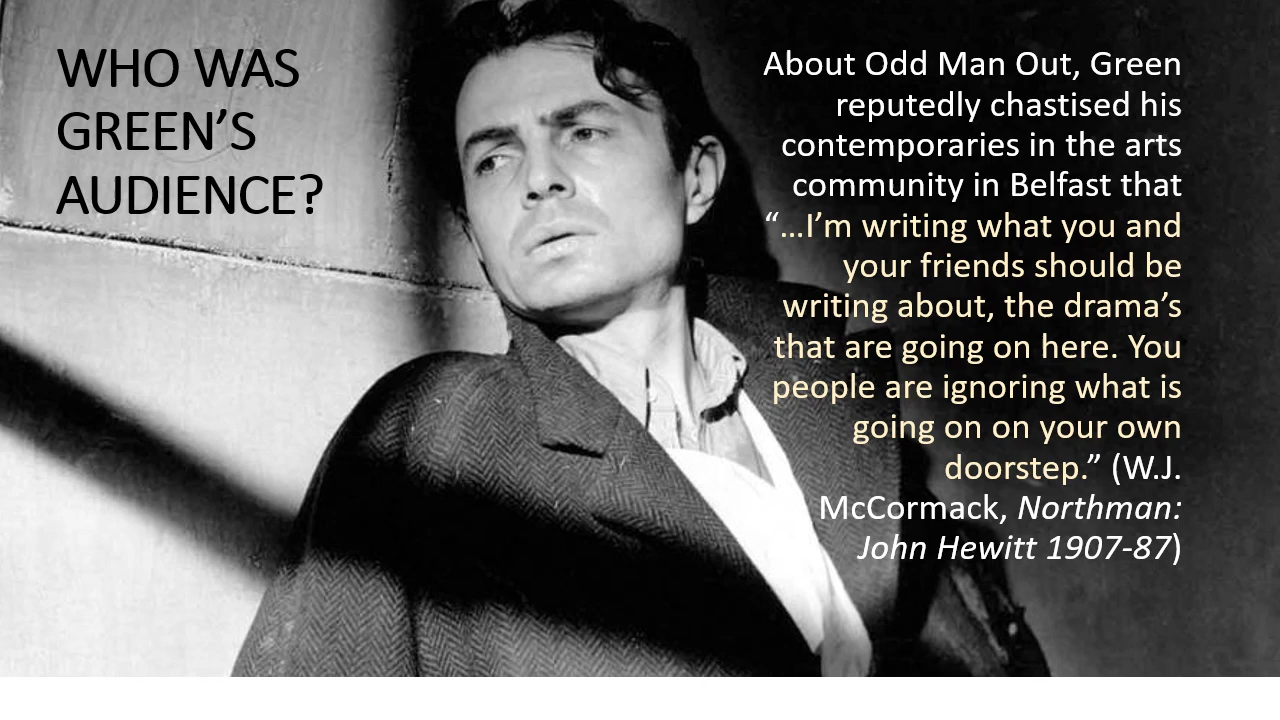 WHO WAS
GREEN’S
AUDIENCE?
About Odd Man Out, Green
reputedly chastised his
contemporaries in the arts
community in Belfast that
“…I’m writing what you and
your friends should be
writing about, the drama’s
that are going on here. You
people are ignoring what is
going on on your own
doorstep.” (W.J.
McCormack, Northman:
John Hewitt 1907-87)